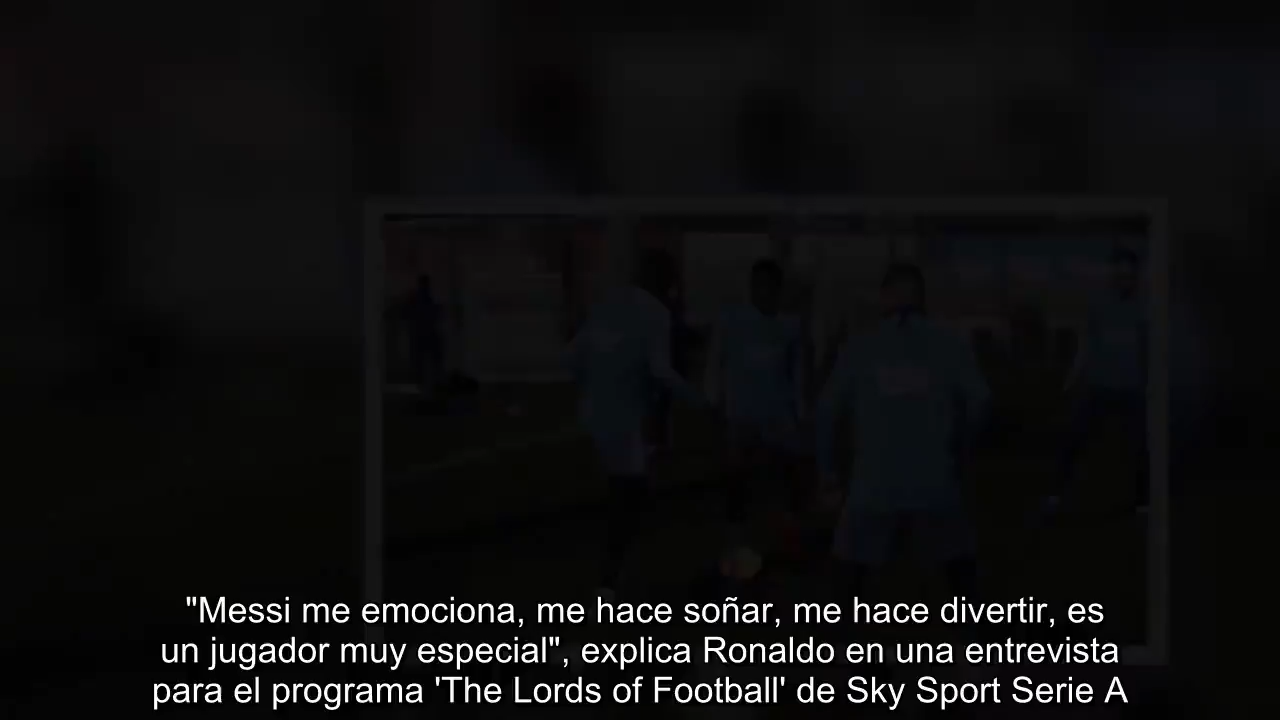 "Messi me emociona, me hace soñar, me hace divertir, es
un jugador muy especial", explica Ronaldo en una entrevista
para el programa 'The Lords of Football' de Sky Sport Serie A